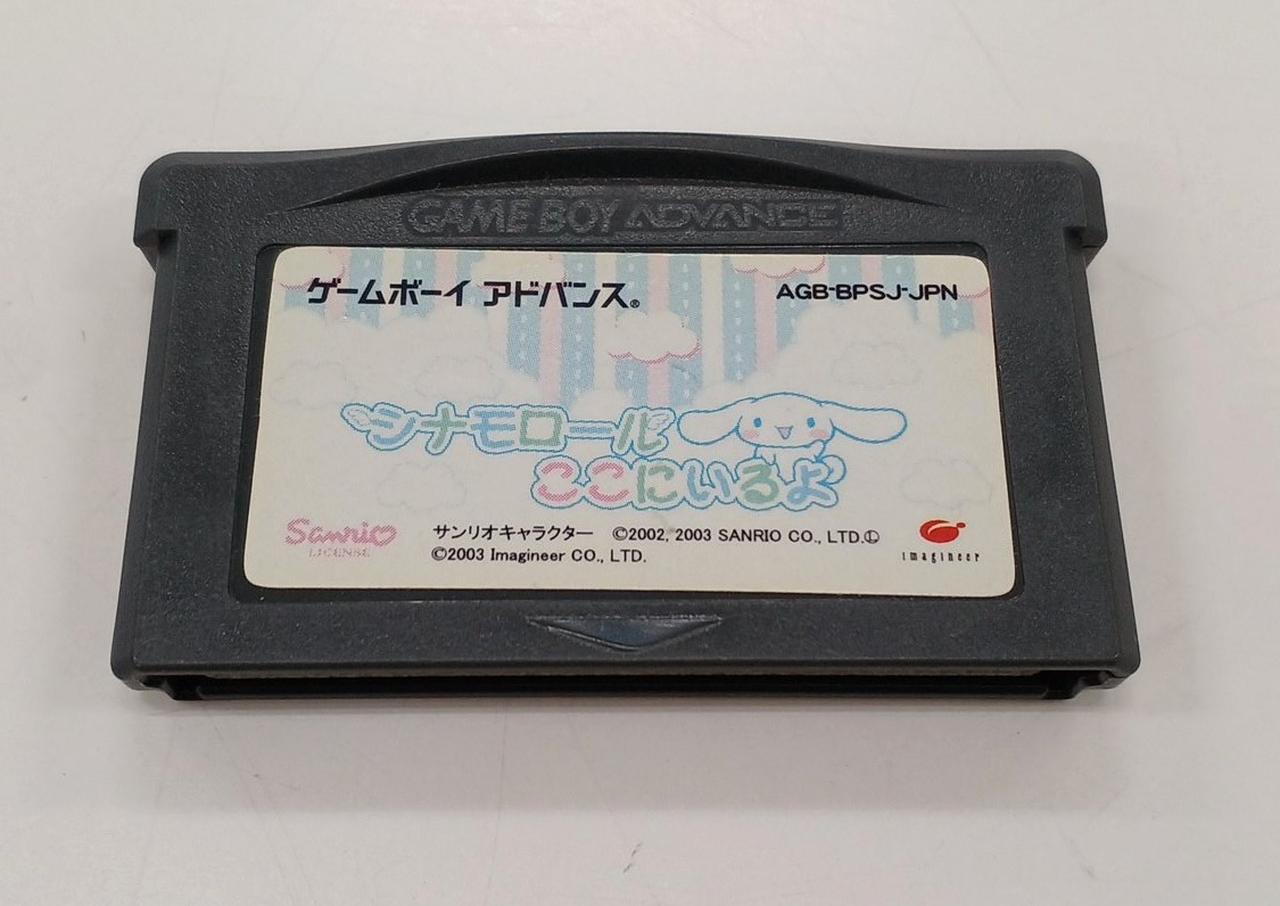 GAME BOY ADVANCE
ゲームボーイ アドバンス®
AGB-BPSJ-JPN
シナモロール
ここにいるよ
Sanrio
LICENSE
サンリオキャラクター ©2002, 2003 SANRIO CO., LTD.Ⓛ
©2003 Imagineer CO., LTD.
imagineer